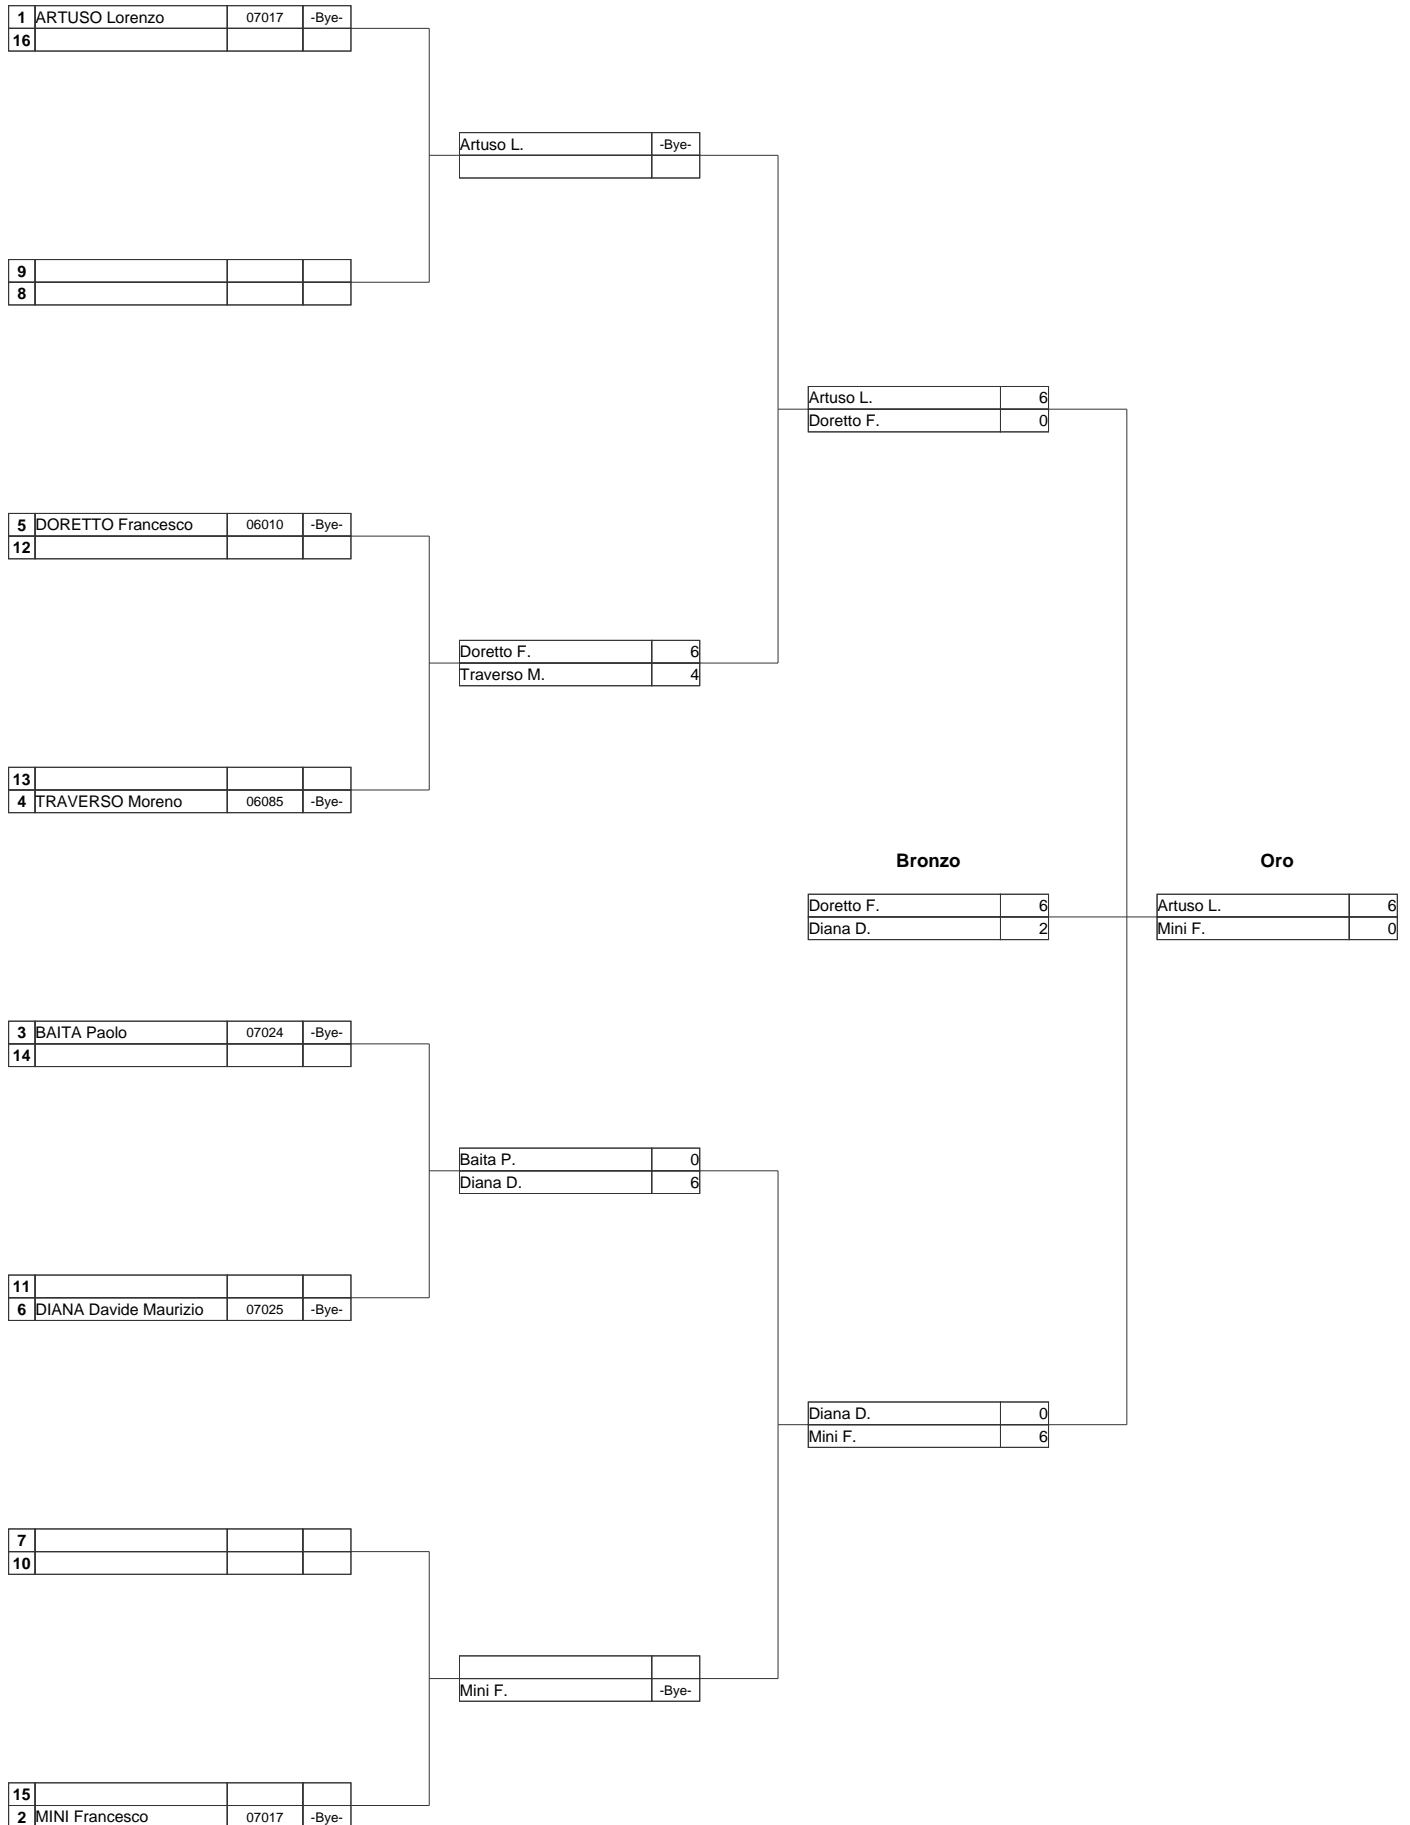 1 ARTUSO Lorenzo 07017 -Bye-
16
Artuso L. -Bye-
9
8
Artuso L. 6
Doretto F. 0
5 DORETTO Francesco 06010 -Bye-
12
Doretto F. 6
Traverso M. 4
13
4 TRAVERSO Moreno 06085 -Bye-
Bronzo Oro
Doretto F. 6 Artuso L. 6
Diana D. 2 Mini F. 0
3 BAITA Paolo 07024 -Bye-
14
Baita P. 0
Diana D. 6
11
6 DIANA Davide Maurizio 07025 -Bye-
Diana D. 0
Mini F. 6
7
10
Mini F. -Bye-
15
2 MINI Francesco 07017 -Bye-